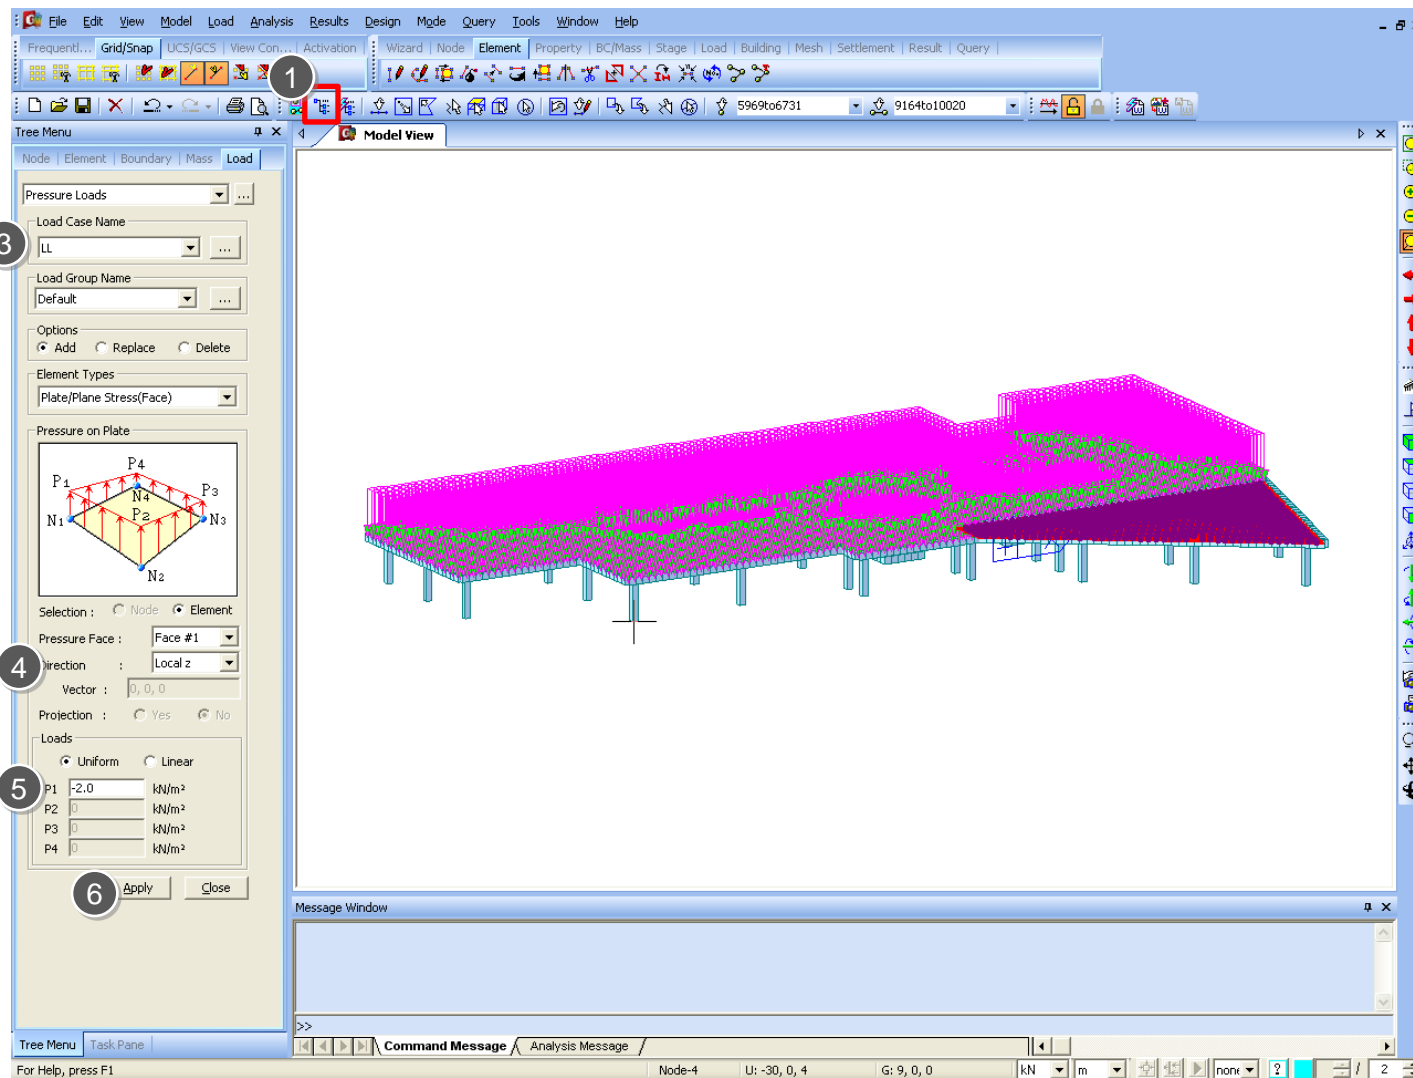 File Edit View Model Load Analysis Results Design Mode Query Tools Window Help
Frequentl... Grid/Snap UCS/GCS View Con... Activation Wizard Node Element Property BC/Mass Stage Load Building Mesh Settlement Result Query
1
5969to6731 9164to10020
Tree Menu
Model View
Node Element Boundary Mass Load
Pressure Loads ...
Load Case Name
3
LL ...
Load Group Name
Default ...
Options
Add Replace Delete
Element Types
Plate/Plane Stress(Face)
Pressure on Plate
P4
P1 P3
N4
P2
N1 N3
N2
Selection : Node Element
Pressure Face : Face #1
4
Direction : Local z
Vector : 0, 0, 0
Projection : Yes No
Loads
Uniform Linear
5
P1 -2.0 kN/m²
P2 0 kN/m²
P3 0 kN/m²
P4 0 kN/m²
6
Apply Close
Message Window
>>
Tree Menu Task Pane
Command Message Analysis Message
For Help, press F1 Node-4 U: -30, 0, 4 G: 9, 0, 0 kN m none ? / 2